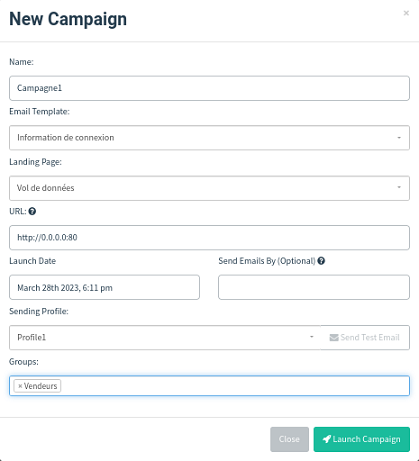 New Campaign
×
Name:
Campagne1
Email Template:
Information de connexion
Landing Page:
Vol de données
URL: ?
http://0.0.0.0:80
Launch Date
Send Emails By (Optional) ?
March 28th 2023, 6:11 pm
Sending Profile:
Profile1
Send Test Email
Groups:
× Vendeurs
Close
Launch Campaign